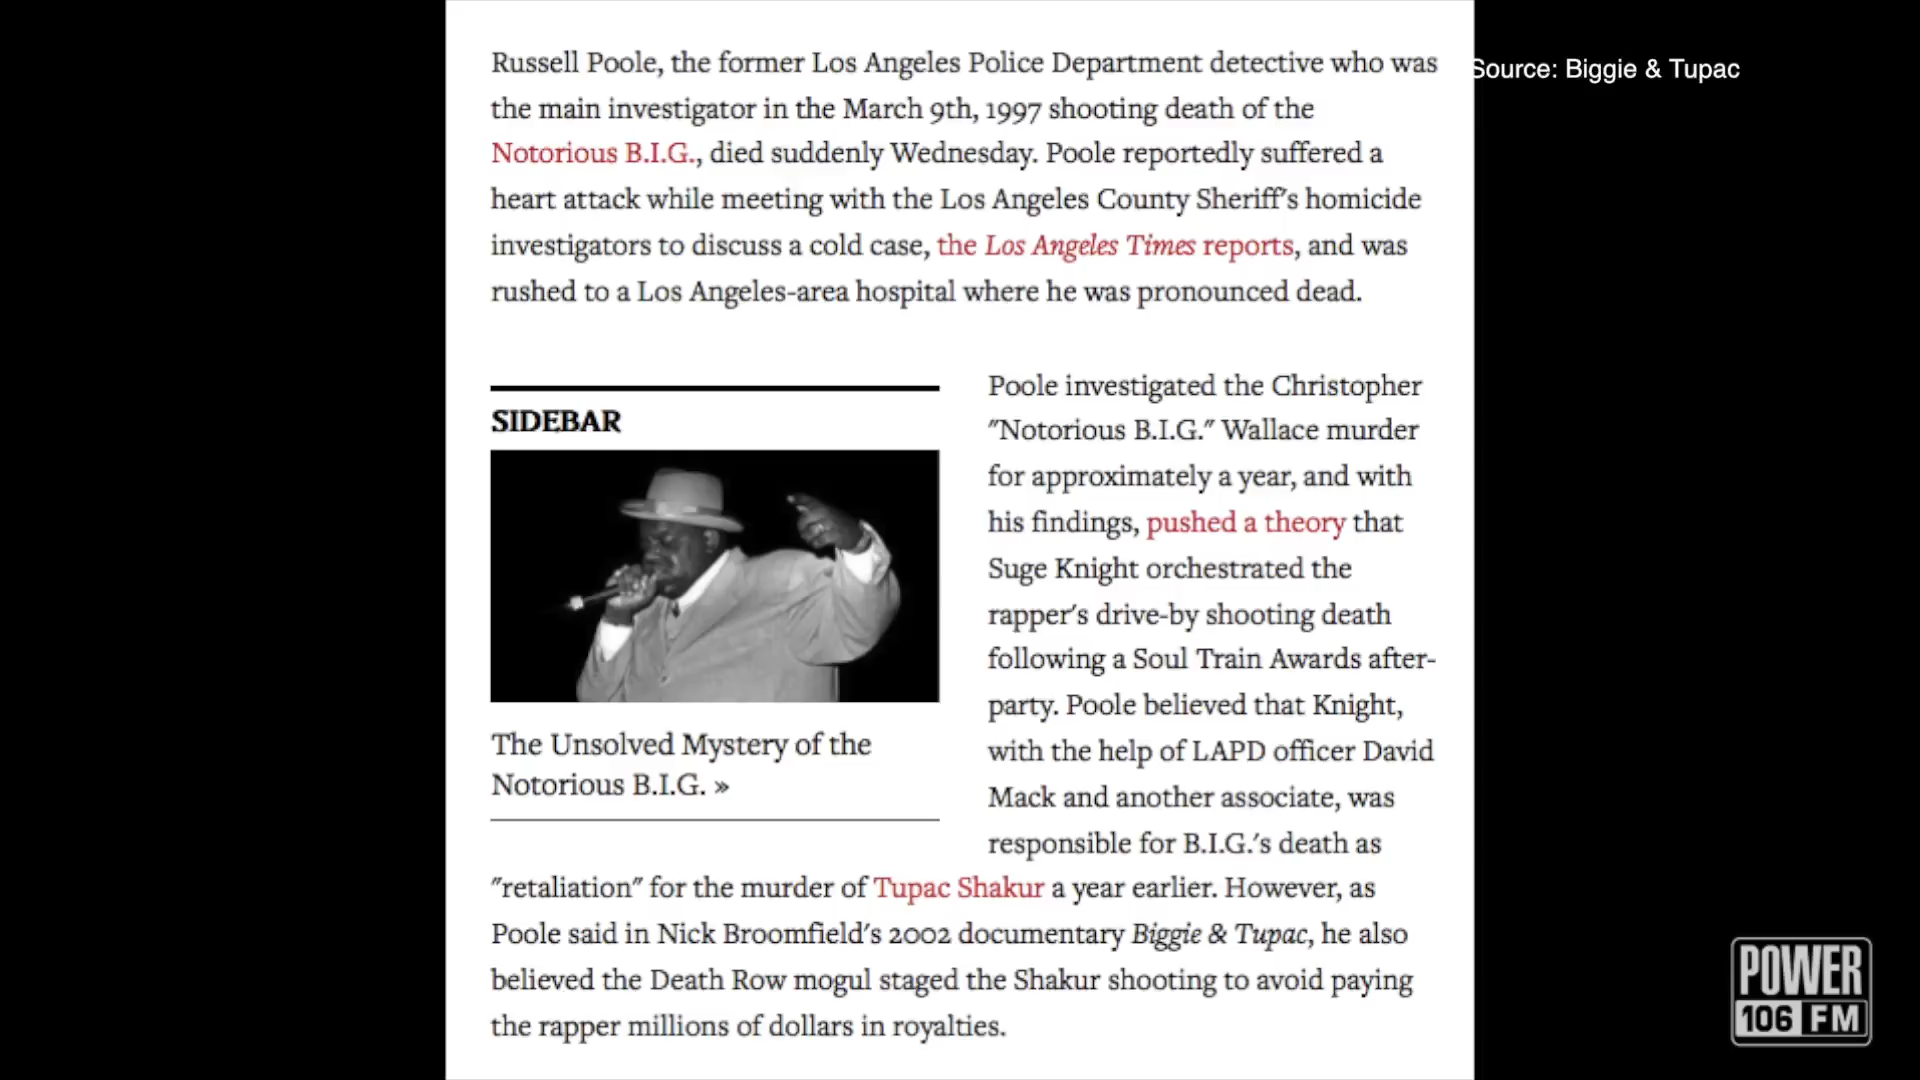 Russell Poole, the former Los Angeles Police Department detective who was
the main investigator in the March 9th, 1997 shooting death of the
Notorious B.I.G., died suddenly Wednesday. Poole reportedly suffered a
heart attack while meeting with the Los Angeles County Sheriff's homicide
investigators to discuss a cold case, the Los Angeles Times reports, and was
rushed to a Los Angeles-area hospital where he was pronounced dead.
Source: Biggie & Tupac
SIDEBAR
The Unsolved Mystery of the
Notorious B.I.G. »
Poole investigated the Christopher
"Notorious B.I.G." Wallace murder
for approximately a year, and with
his findings, pushed a theory that
Suge Knight orchestrated the
rapper's drive-by shooting death
following a Soul Train Awards after-
party. Poole believed that Knight,
with the help of LAPD officer David
Mack and another associate, was
responsible for B.I.G.'s death as
"retaliation" for the murder of Tupac Shakur a year earlier. However, as
Poole said in Nick Broomfield's 2002 documentary Biggie & Tupac, he also
believed the Death Row mogul staged the Shakur shooting to avoid paying
the rapper millions of dollars in royalties.
POWER
106 FM